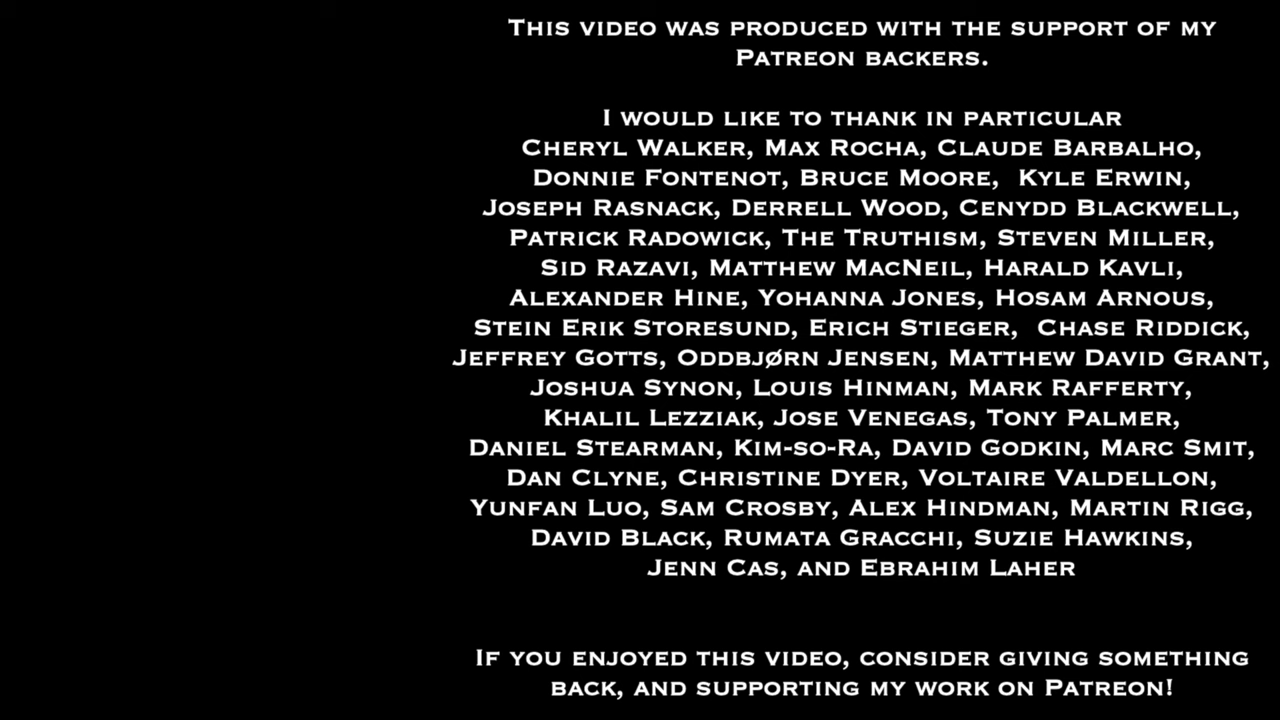 This video was produced with the support of my
Patreon backers.
I would like to thank in particular
Cheryl Walker, Max Rocha, Claude Barbalho,
Donnie Fontenot, Bruce Moore, Kyle Erwin,
Joseph Rasnack, Derrell Wood, Cenydd Blackwell,
Patrick Radowick, The Truthism, Steven Miller,
Sid Razavi, Matthew MacNeil, Harald Kavli,
Alexander Hine, Yohanna Jones, Hosam Arnous,
Stein Erik Storesund, Erich Stieger, Chase Riddick,
Jeffrey Gotts, Oddbjørn Jensen, Matthew David Grant,
Joshua Synon, Louis Hinman, Mark Rafferty,
Khalil Lezziak, Jose Venegas, Tony Palmer,
Daniel Stearman, Kim-so-Ra, David Godkin, Marc Smit,
Dan Clyne, Christine Dyer, Voltaire Valdellon,
Yunfan Luo, Sam Crosby, Alex Hindman, Martin Rigg,
David Black, Rumata Gracchi, Suzie Hawkins,
Jenn Cas, and Ebrahim Laher
If you enjoyed this video, consider giving something
back, and supporting my work on Patreon!